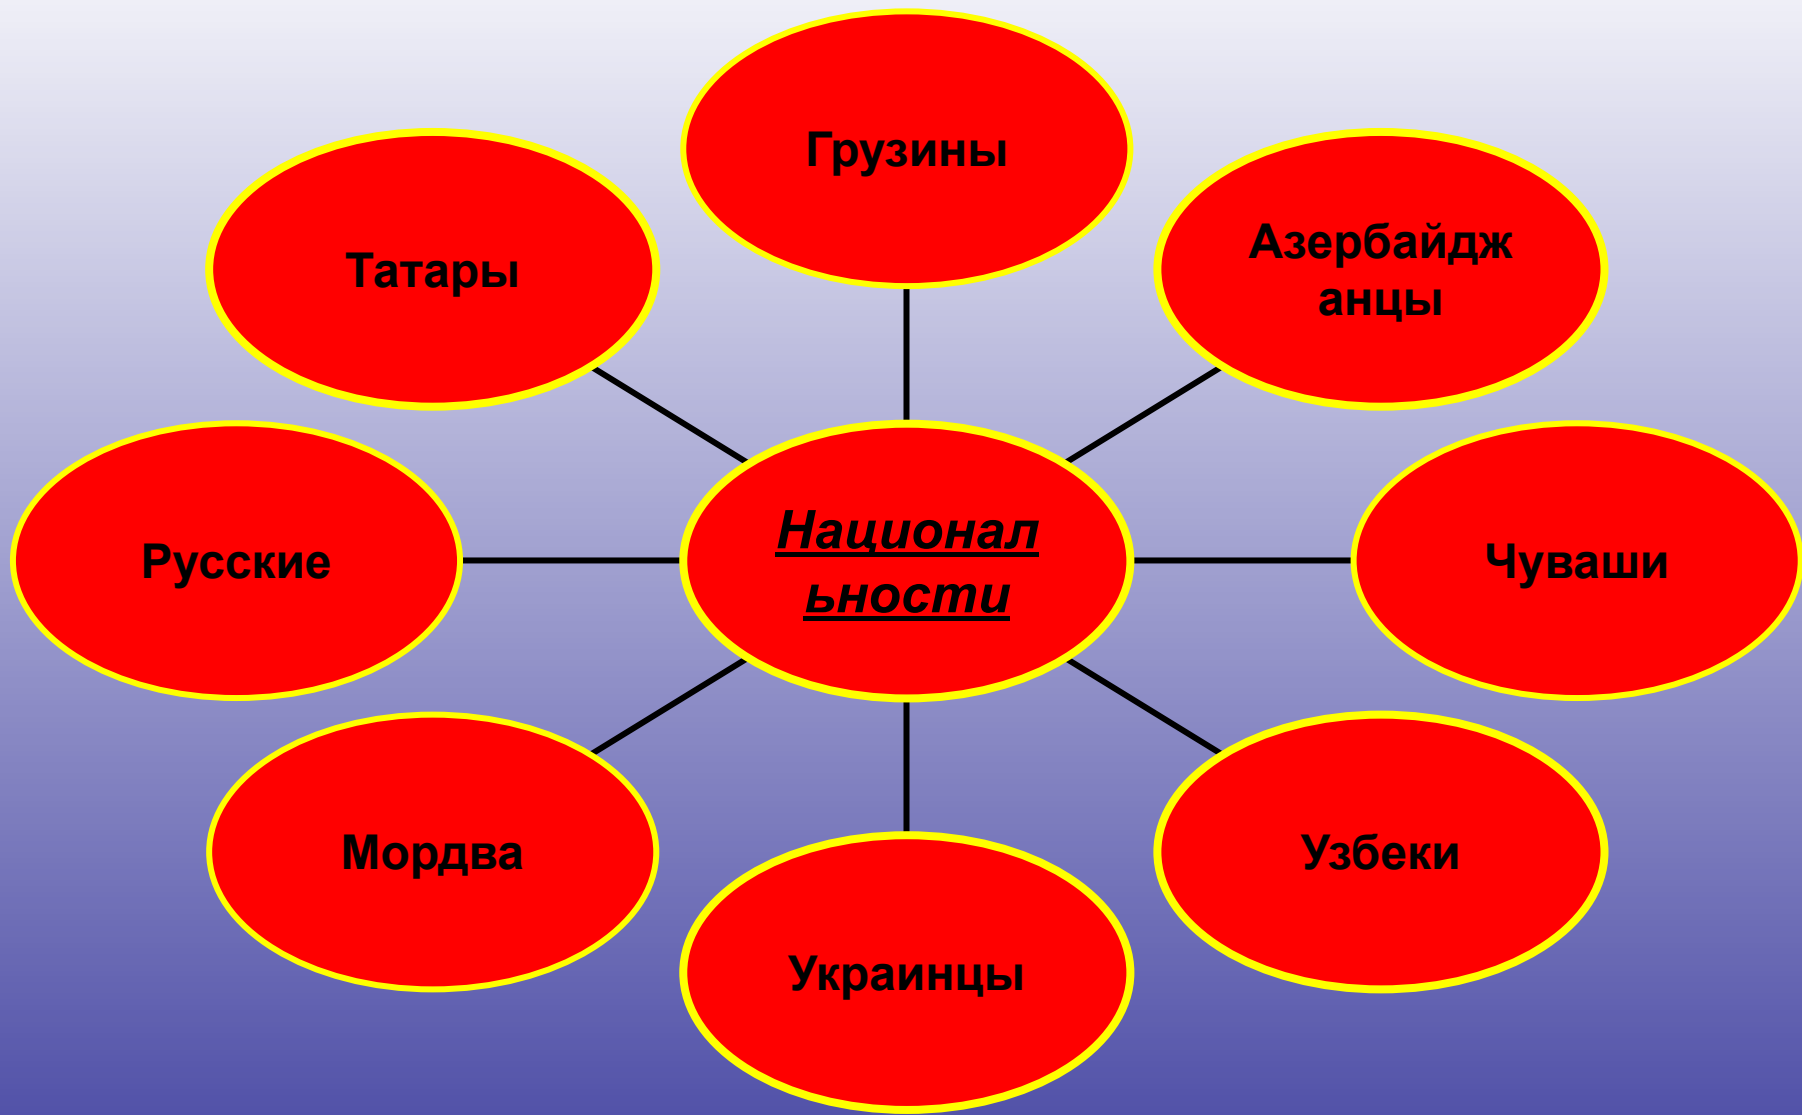 Грузины
Татары
Азербайдж
анцы
Русские
Национал
ьности
Чуваши
Мордва
Узбеки
Украинцы